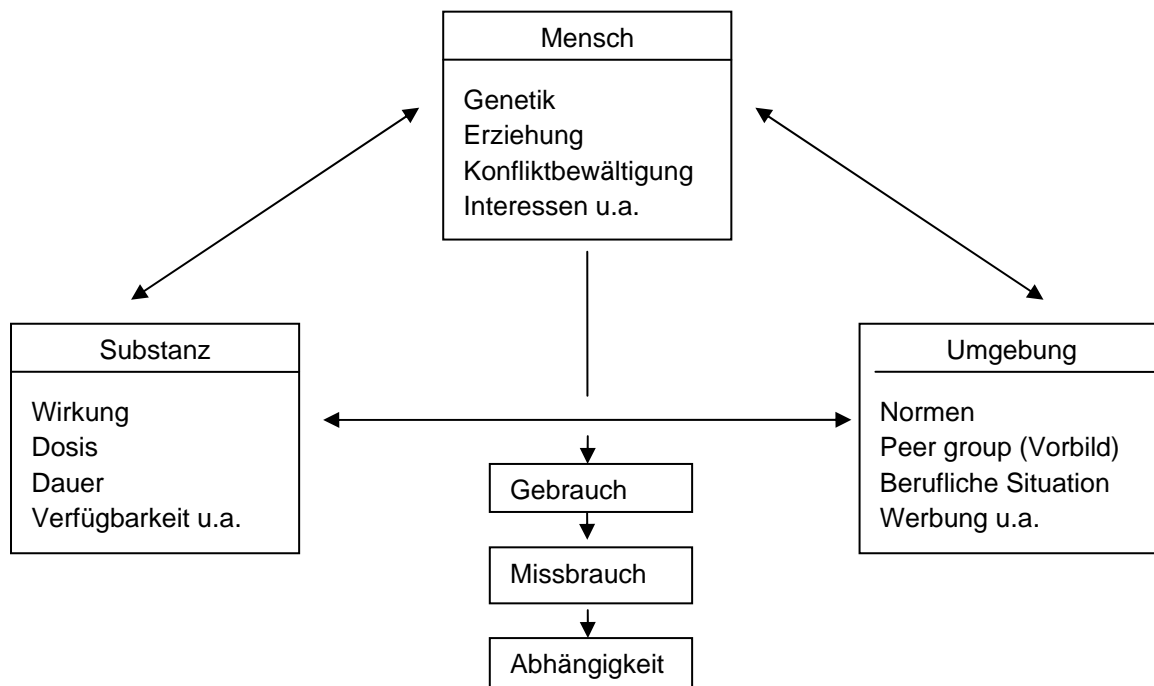 Mensch
Genetik
Erziehung
Konfliktbewältigung
Interessen u.a.
Substanz
Wirkung
Dosis
Dauer
Verfügbarkeit u.a.
Umgebung
Normen
Peer group (Vorbild)
Berufliche Situation
Werbung u.a.
Gebrauch
Missbrauch
Abhängigkeit